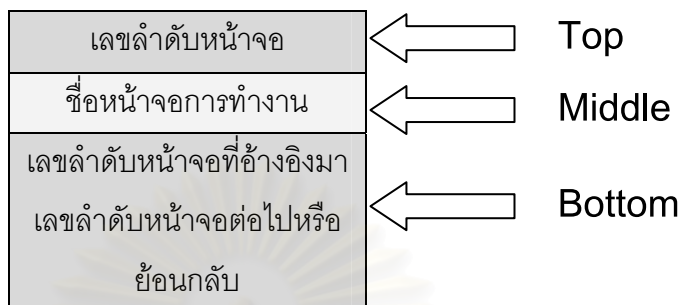 เลขลำดับหน้าจอ
Top
ชื่อหน้าจอการทำงาน
Middle
เลขลำดับหน้าจอที่อ้างอิงมา
เลขลำดับหน้าจอต่อไปหรือ
ย้อนกลับ
Bottom